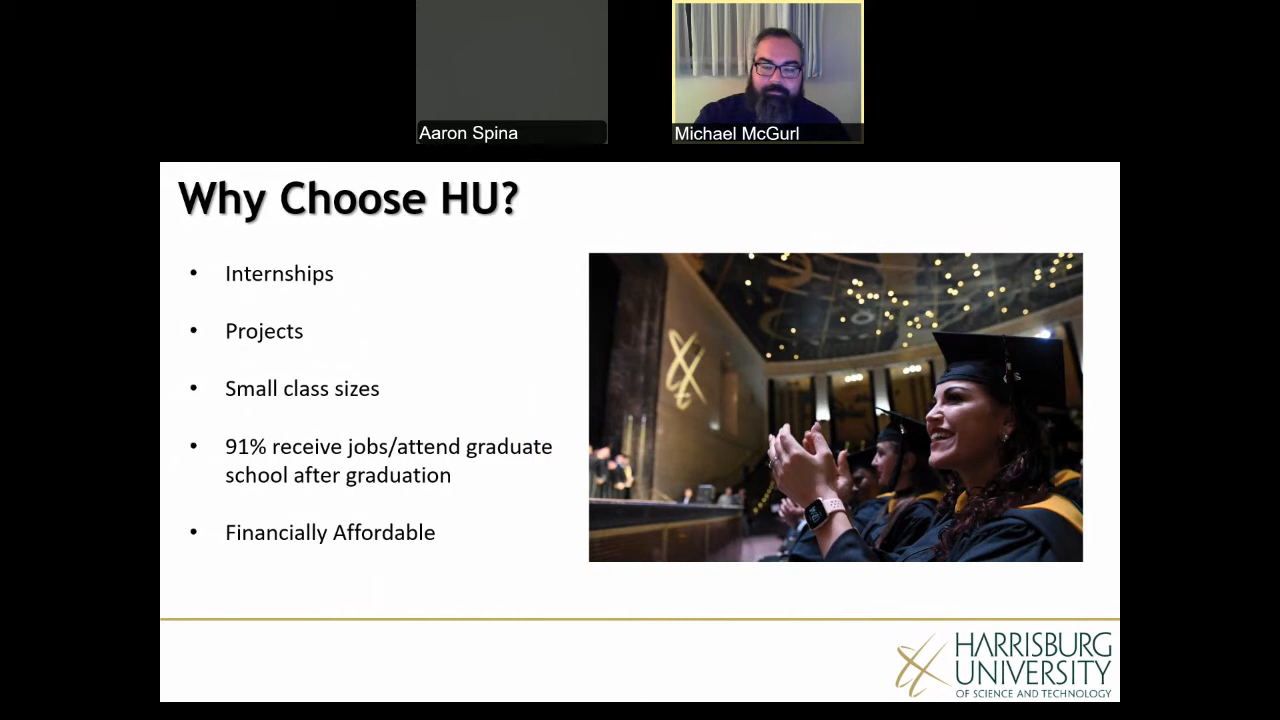 Aaron Spina
Michael McGurl
Why Choose HU?
• Internships
• Projects
• Small class sizes
• 91% receive jobs/attend graduate
school after graduation
• Financially Affordable
HARRISBURG
UNIVERSITY
OF SCIENCE AND TECHNOLOGY